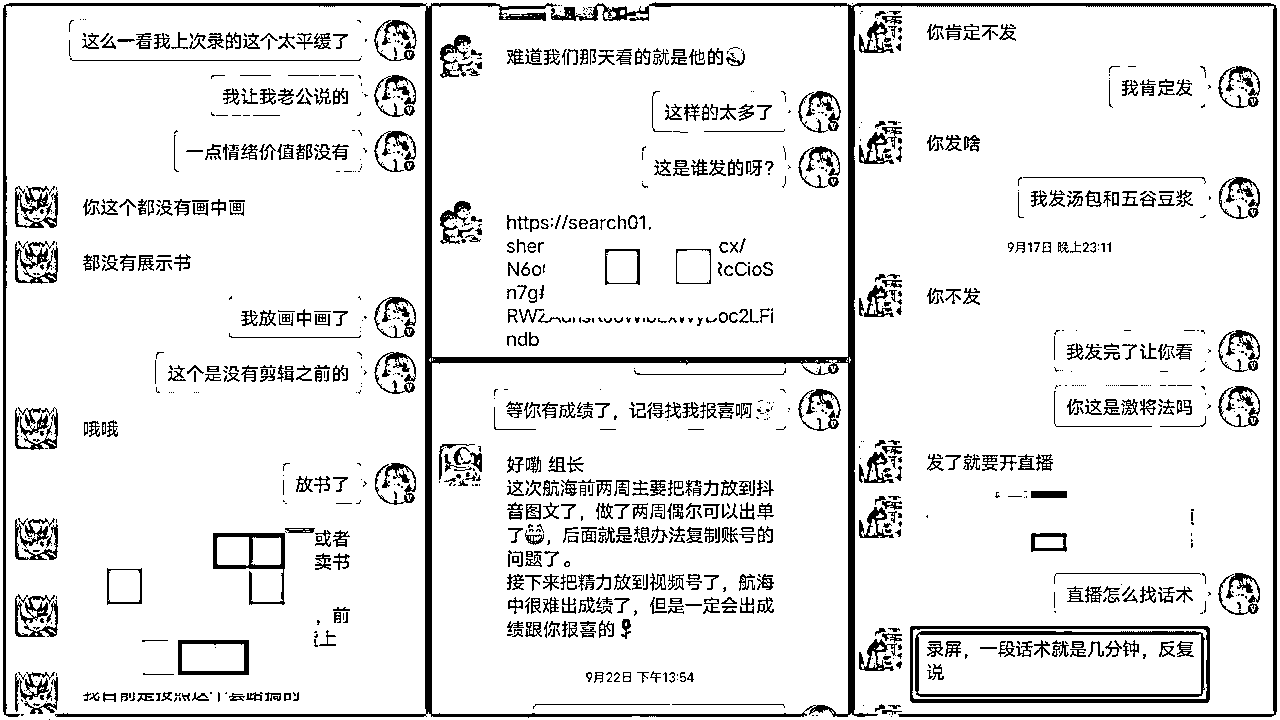 这么一看我上次录的这个太平缓了
我让我老公说的
一点情绪价值都没有
你这个都没有画中画
都没有展示书
我放画中画了
这个是没有剪辑之前的
哦哦
放书了
或者
卖书
，前
上
我目前是按照这个套路搞的
难道我们那天看的就是他的
这样的太多了
这是谁发的呀？
https://search01.
sher
cx/
N6o
RcCioS
n7g
oc2LFi
ndb
等你有成绩了，记得找我报喜啊
好嘞 组长
这次航海前两周主要把精力放到抖
音图文了，做了两周偶尔可以出单
了😁，后面就是想办法复制账号的
问题了。
接下来把精力放到视频号了，航海
中很难出成绩了，但是一定会出成
绩跟你报喜的🌹
9月22日 下午13:54
你肯定不发
我肯定发
你发啥
我发汤包和五谷豆浆
9月17日 晚上23:11
你不发
我发完了让你看
你这是激将法吗
发了就要开直播
直播怎么找话术
录屏，一段话术就是几分钟，反复
说